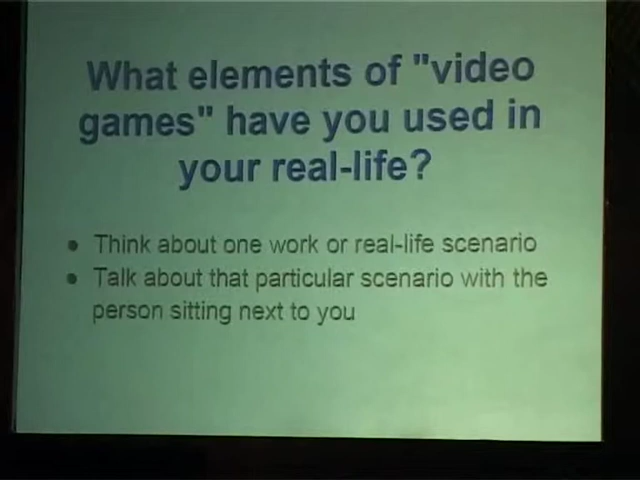 What elements of "video
games" have you used in
your real-life?
● Think about one work or real-life scenario
● Talk about that particular scenario with the
person sitting next to you